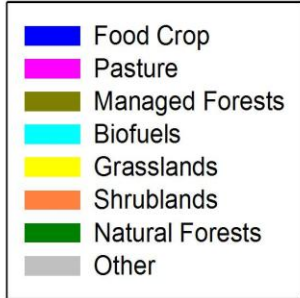 Food Crop
Pasture
Managed Forests
Biofuels
Grasslands
Shrublands
Natural Forests
Other